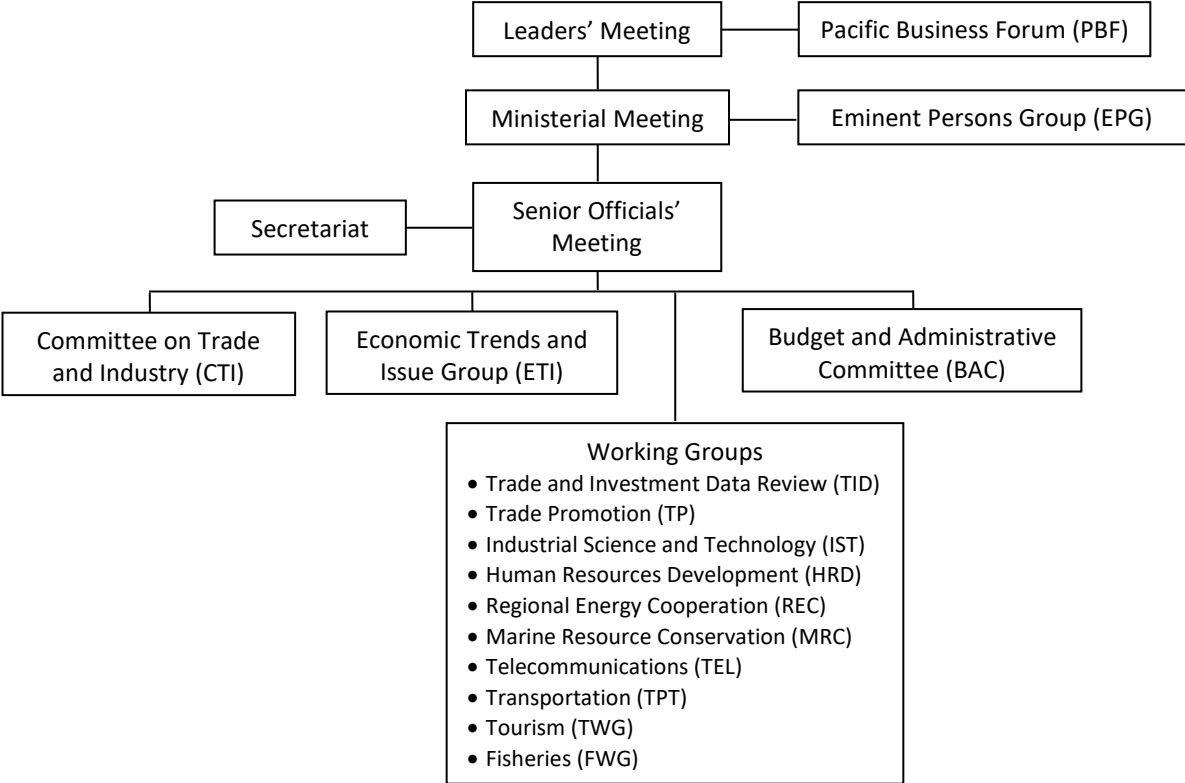 Leaders’ Meeting
Pacific Business Forum (PBF)
Ministerial Meeting
Eminent Persons Group (EPG)
Secretariat
Senior Officials’
Meeting
Committee on Trade
and Industry (CTI)
Economic Trends and
Issue Group (ETI)
Budget and Administrative
Committee (BAC)
Working Groups
• Trade and Investment Data Review (TID)
• Trade Promotion (TP)
• Industrial Science and Technology (IST)
• Human Resources Development (HRD)
• Regional Energy Cooperation (REC)
• Marine Resource Conservation (MRC)
• Telecommunications (TEL)
• Transportation (TPT)
• Tourism (TWG)
• Fisheries (FWG)